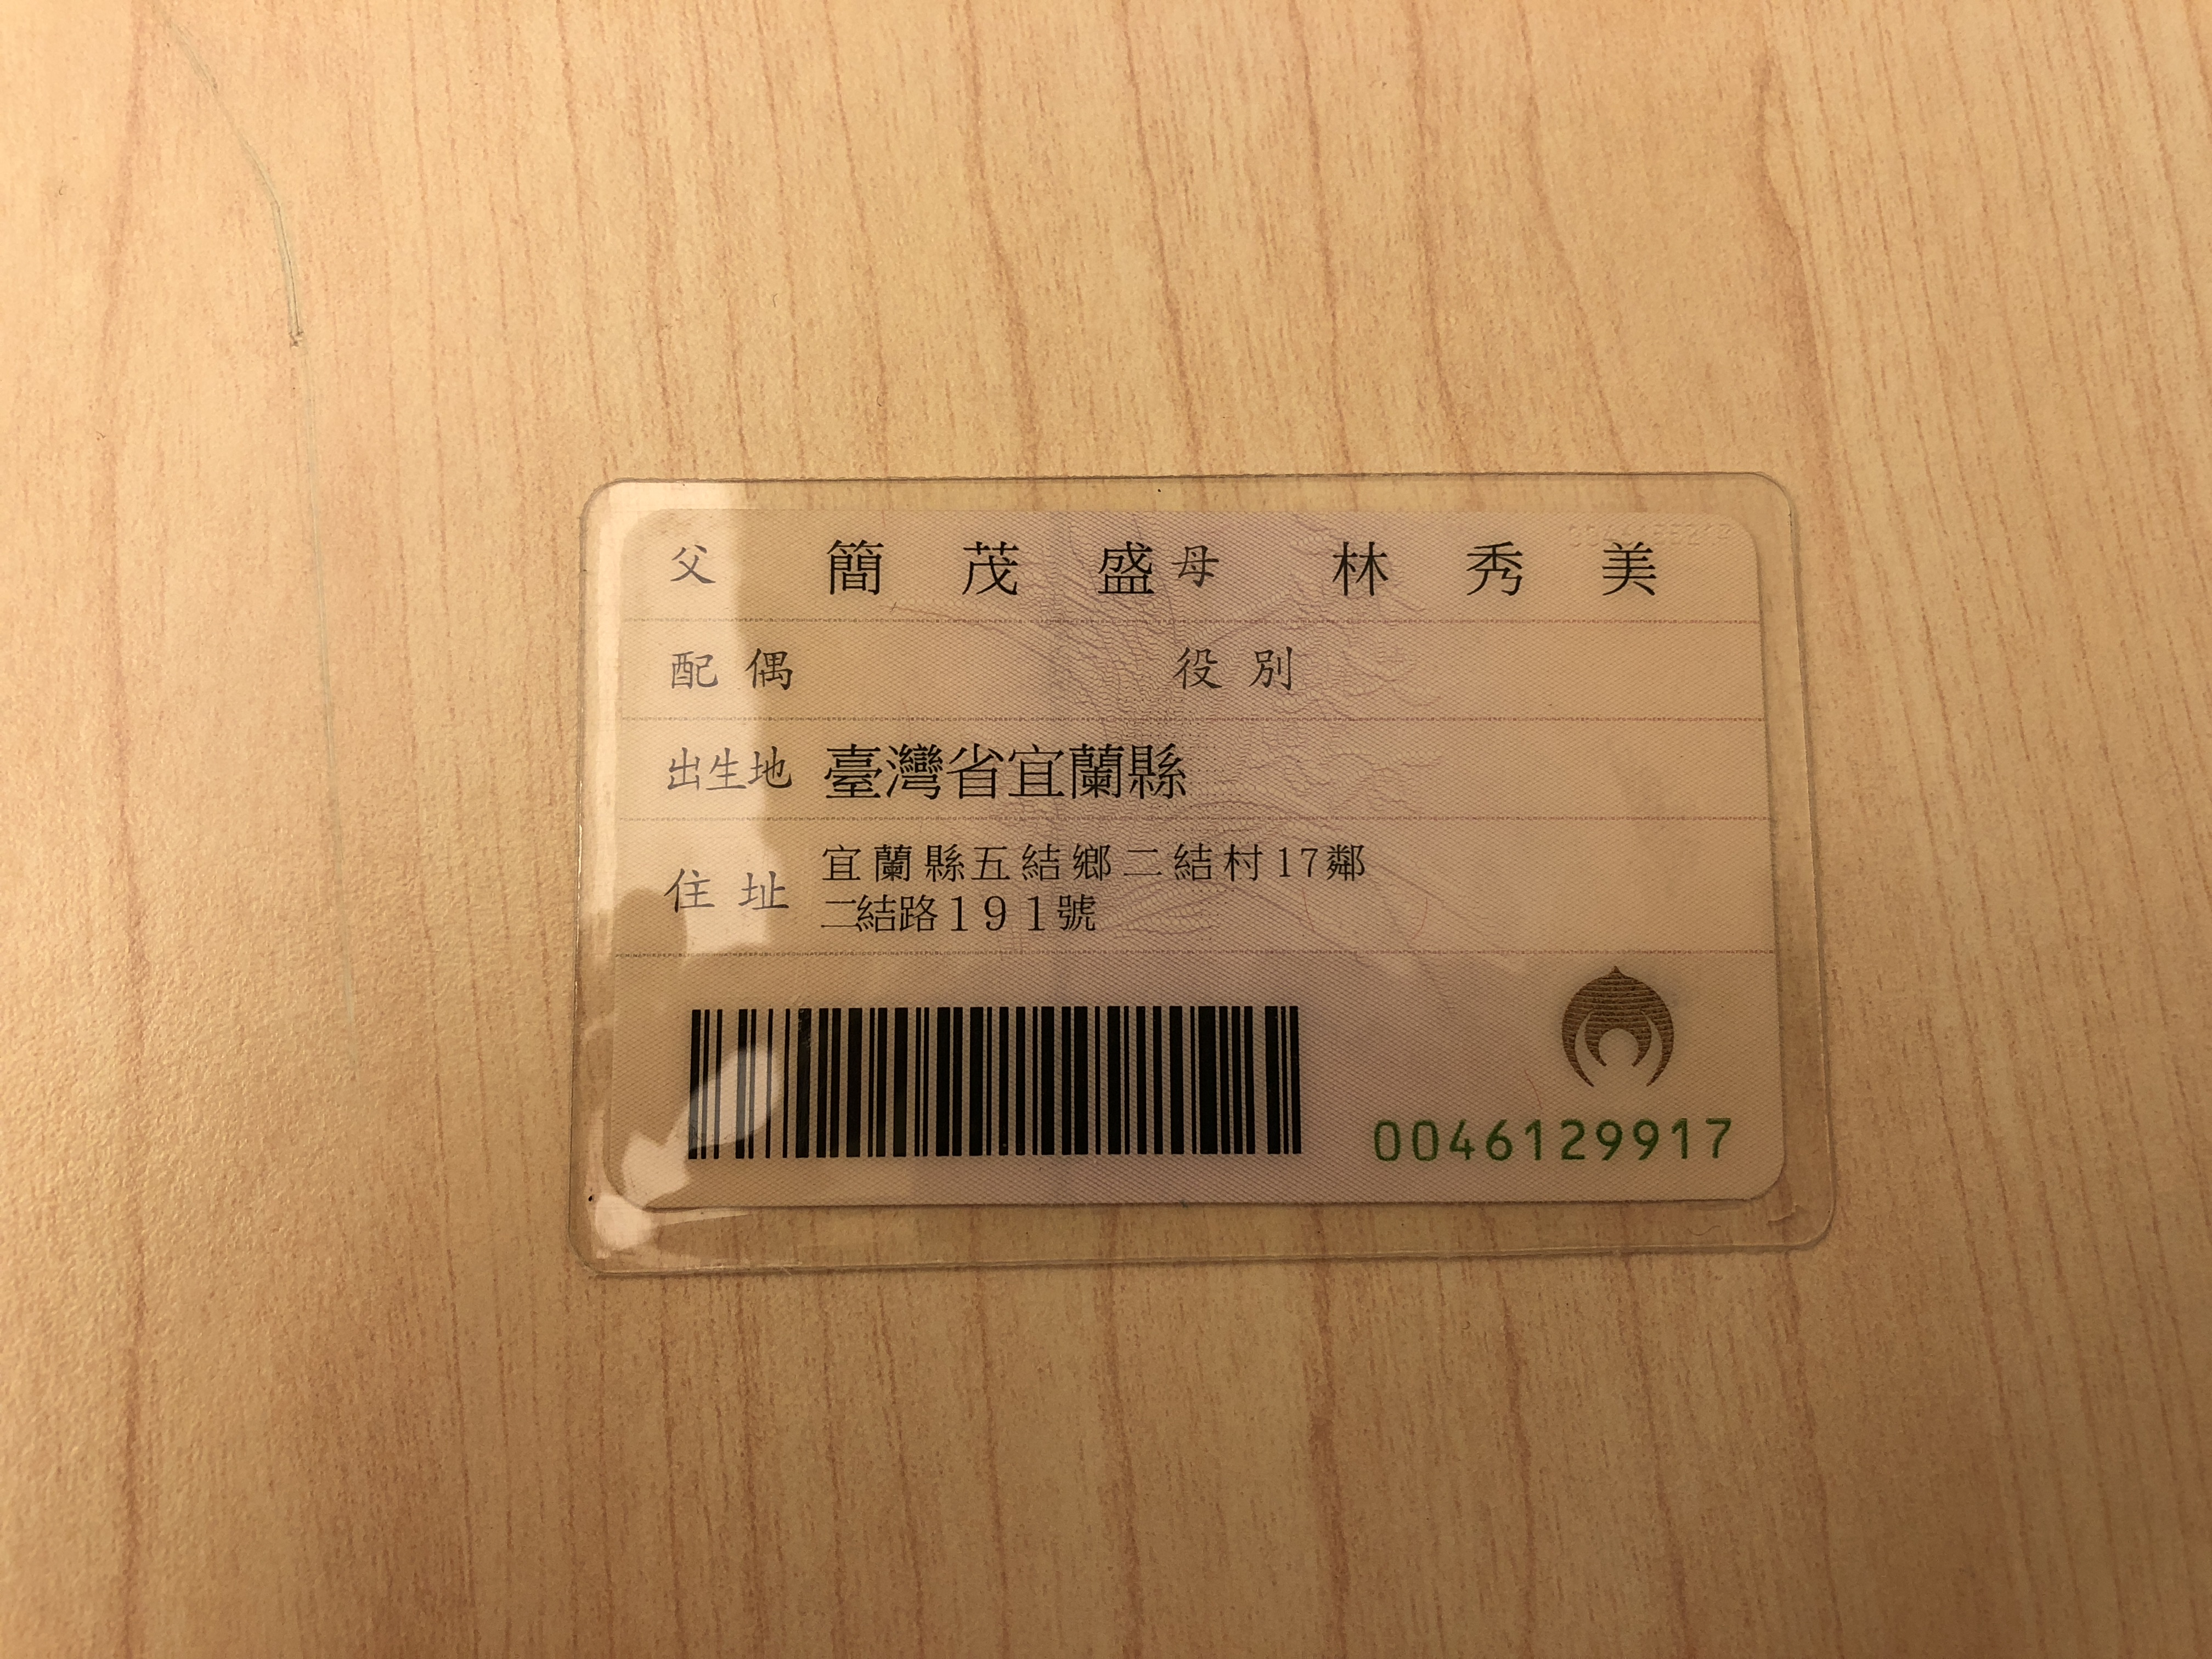 父 簡茂盛 母 林秀美
配偶 役別
出生地 臺灣省宜蘭縣
住址 宜蘭縣五結鄉二結村17鄰
二結路191號
0046129917